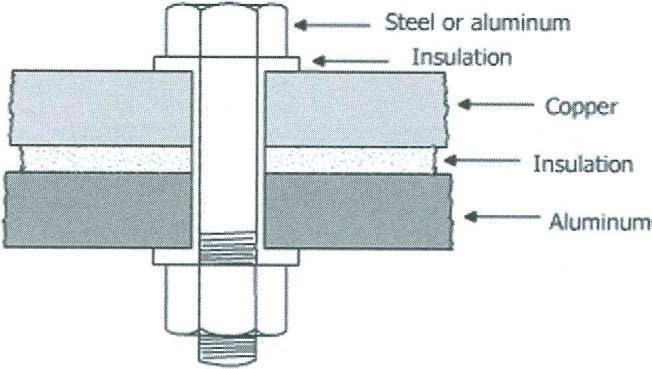 Steel or aluminum
Insulation
Copper
Insulation
Aluminum